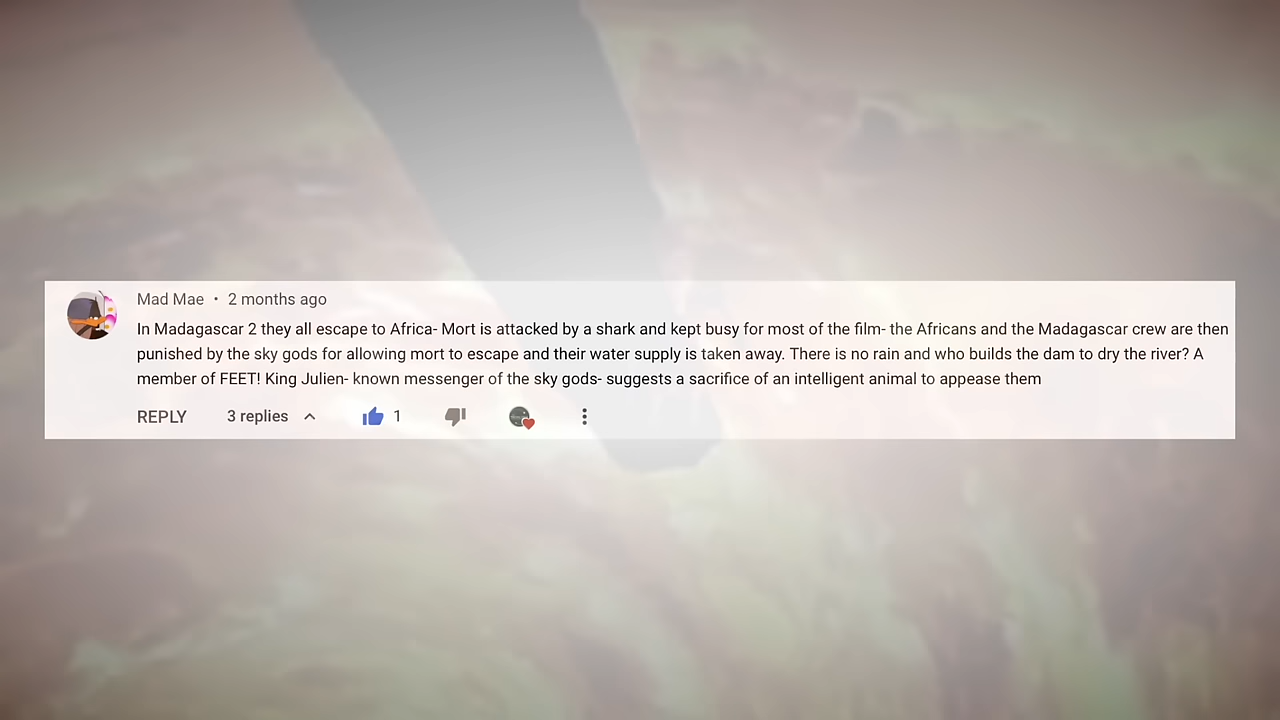 Mad Mae • 2 months ago
In Madagascar 2 they all escape to Africa- Mort is attacked by a shark and kept busy for most of the film- the Africans and the Madagascar crew are then
punished by the sky gods for allowing mort to escape and their water supply is taken away. There is no rain and who builds the dam to dry the river? A
member of FEET! King Julien- known messenger of the sky gods- suggests a sacrifice of an intelligent animal to appease them
REPLY 3 replies 1